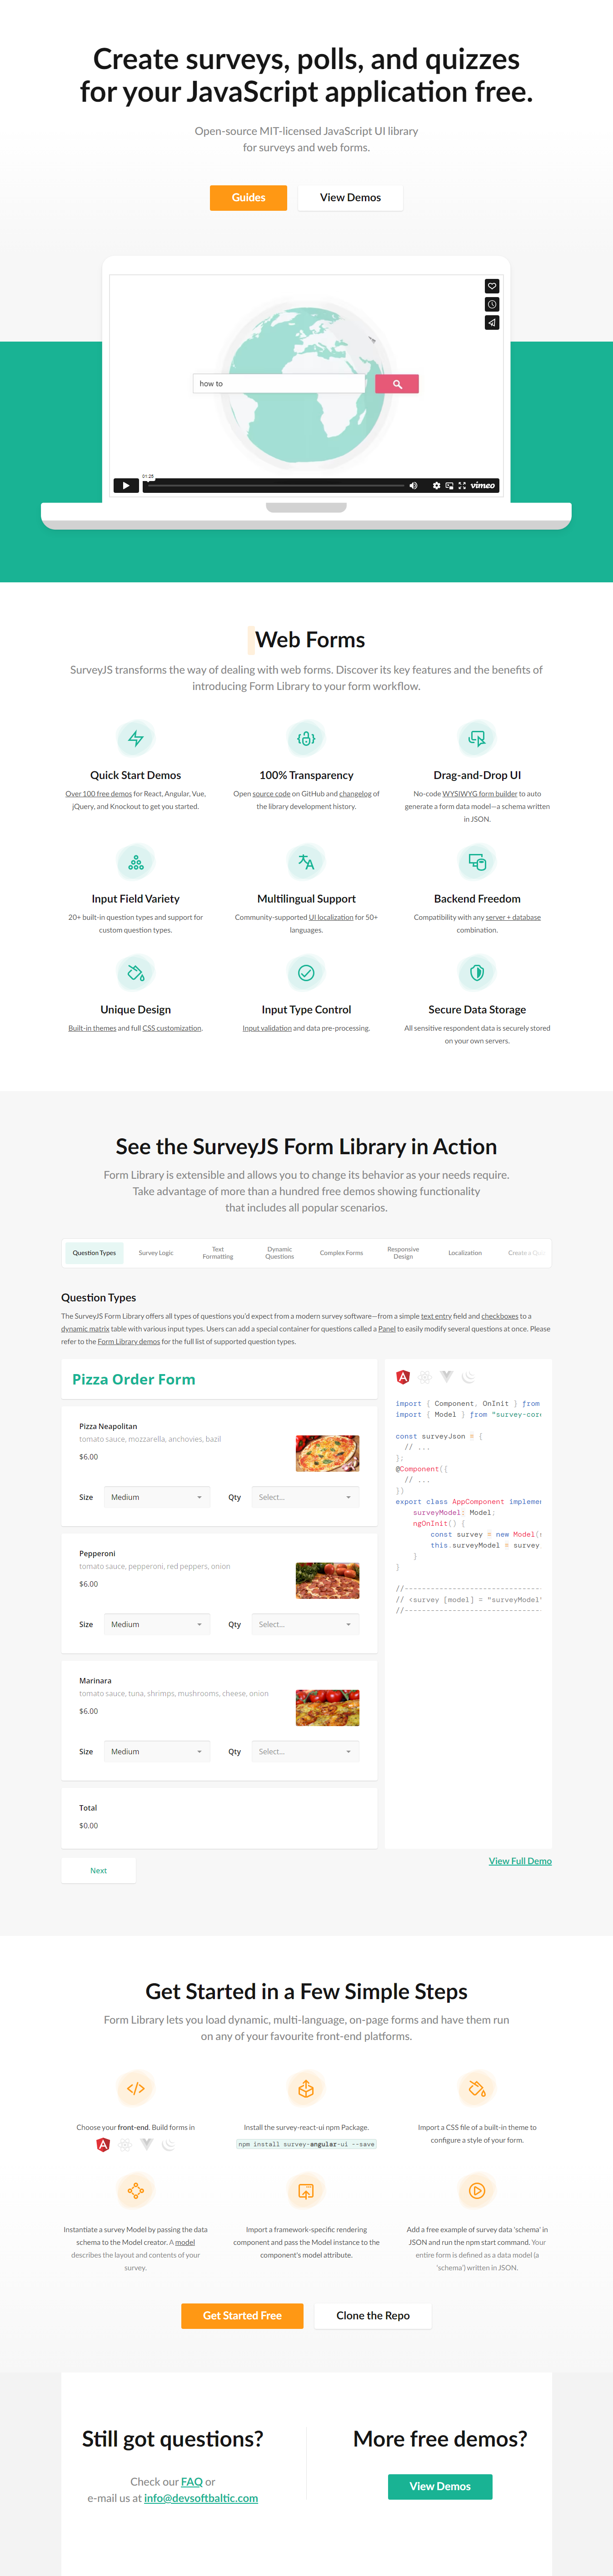 Create surveys, polls, and quizzes
for your JavaScript application free.
Open-source MIT-licensed JavaScript UI library
for surveys and web forms.
Guides
View Demos
how to
01:25
vimeo
Web Forms
SurveyJS transforms the way of dealing with web forms. Discover its key features and the benefits of
introducing Form Library to your form workflow.
Quick Start Demos
Over 100 free demos for React, Angular, Vue,
jQuery, and Knockout to get you started.
100% Transparency
Open source code on GitHub and changelog of
the library development history.
Drag-and-Drop UI
No-code WYSIWYG form builder to auto
generate a form data model—a schema written
in JSON.
Input Field Variety
20+ built-in question types and support for
custom question types.
Multilingual Support
Community-supported UI localization for 50+
languages.
Backend Freedom
Compatibility with any server + database
combination.
Unique Design
Built-in themes and full CSS customization.
Input Type Control
Input validation and data pre-processing.
Secure Data Storage
All sensitive respondent data is securely stored
on your own servers.
See the SurveyJS Form Library in Action
Form Library is extensible and allows you to change its behavior as your needs require.
Take advantage of more than a hundred free demos showing functionality
that includes all popular scenarios.
Question Types
Survey Logic
Text
Formatting
Dynamic
Questions
Complex Forms
Responsive
Design
Localization
Create a
Question Types
The SurveyJS Form Library offers all types of questions you'd expect from a modern survey software—from a simple text entry field and checkboxes to a
dynamic matrix table with various input types. Users can add a special container for questions called a Panel to easily modify several questions at once. Please
refer to the Form Library demos for the full list of supported question types.
Pizza Order Form
Pizza Neapolitan
tomato sauce, mozzarella, anchovies, bazil
$6.00
Size
Medium
Qty
Select...
Pepperoni
tomato sauce, pepperoni, red peppers, onion
$6.00
Size
Medium
Qty
Select...
Marinara
tomato sauce, tuna, shrimps, mushrooms, cheese, onion
$6.00
Size
Medium
Qty
Select...
Total
$0.00
Next
import { Component, OnInit } from
import { Model } from "survey-cor
const surveyJson = {
// ...
};
@Component({
// ...
})
export class AppComponent implemen
surveyModel: Model;
ngOnInit() {
const survey = new Model(
this.surveyModel = survey
}
}
//--------------------------------
// <survey [model] = "surveyModel"
//--------------------------------
View Full Demo
Get Started in a Few Simple Steps
Form Library lets you load dynamic, multi-language, on-page forms and have them run
on any of your favourite front-end platforms.
Choose your front-end. Build forms in
Install the survey-react-ui npm Package.
npm install survey-angular-ui --save
Import a CSS file of a built-in theme to
configure a style of your form.
Instantiate a survey Model by passing the data
schema to the Model creator. A model
describes the layout and contents of your
survey.
Import a framework-specific rendering
component and pass the Model instance to the
component's model attribute.
Add a free example of survey data 'schema' in
JSON and run the npm start command. Your
entire form is defined as a data model (a
'schema') written in JSON.
Get Started Free
Clone the Repo
Still got questions?
Check our FAQ or
e-mail us at info@devsoftbaltic.com
More free demos?
View Demos